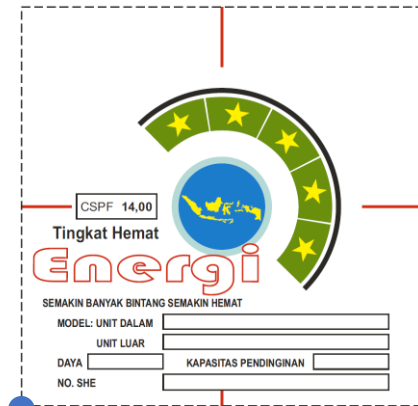 CSPF 14,00
Tingkat Hemat
Energi
SEMAKIN BANYAK BINTANG SEMAKIN HEMAT
MODEL: UNIT DALAM
UNIT LUAR
DAYA KAPASITAS PENDINGINAN
NO. SHE